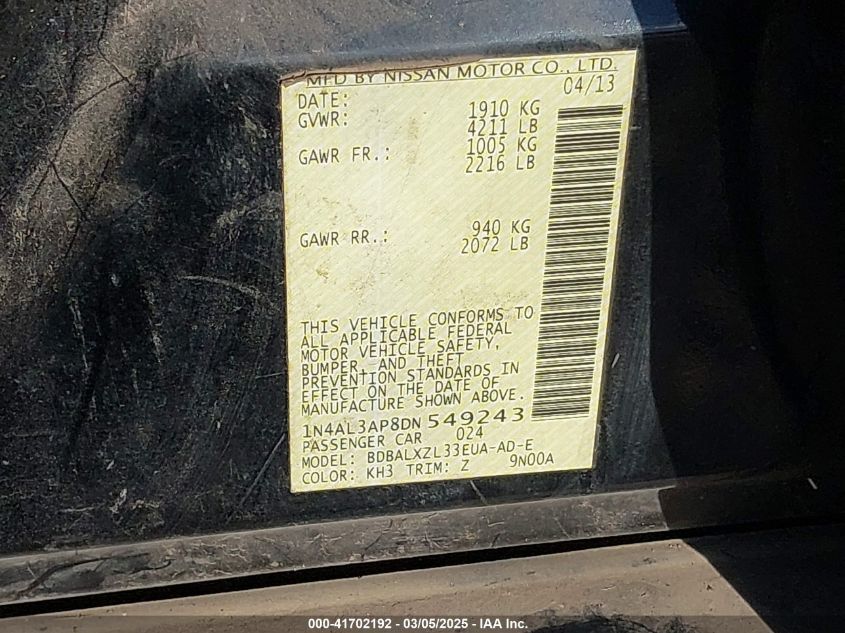 MFD BY NISSAN MOTOR CO., LTD.
DATE: 04/13
GVWR: 1910 KG
4211 LB
GAWR FR.: 1005 KG
2216 LB
GAWR RR.: 940 KG
2072 LB
THIS VEHICLE CONFORMS TO
ALL APPLICABLE FEDERAL
MOTOR VEHICLE SAFETY,
BUMPER, AND THEFT
PREVENTION STANDARDS IN
EFFECT ON THE DATE OF
MANUFACTURE SHOWN ABOVE.
1N4AL3AP8DN 549243
PASSENGER CAR 024
MODEL: BDBALXZL33EUA-AD-E
COLOR: KH3 TRIM: Z 9N00A
000-41702192 - 03/05/2025 - IAA Inc.